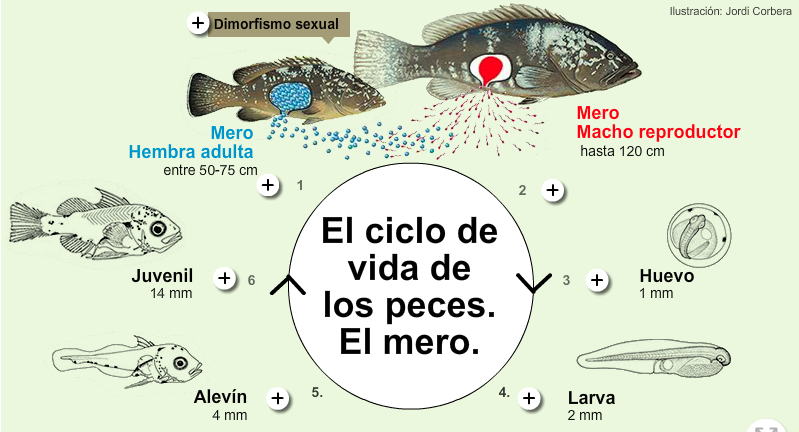 Ilustración: Jordi Corbera
Dimorfismo sexual
Mero
Hembra adulta
entre 50-75 cm
Mero
Macho reproductor
hasta 120 cm
1
2
El ciclo de
vida de
los peces.
El mero.
3
Huevo
1 mm
4.
Larva
2 mm
5.
Alevín
4 mm
6
Juvenil
14 mm